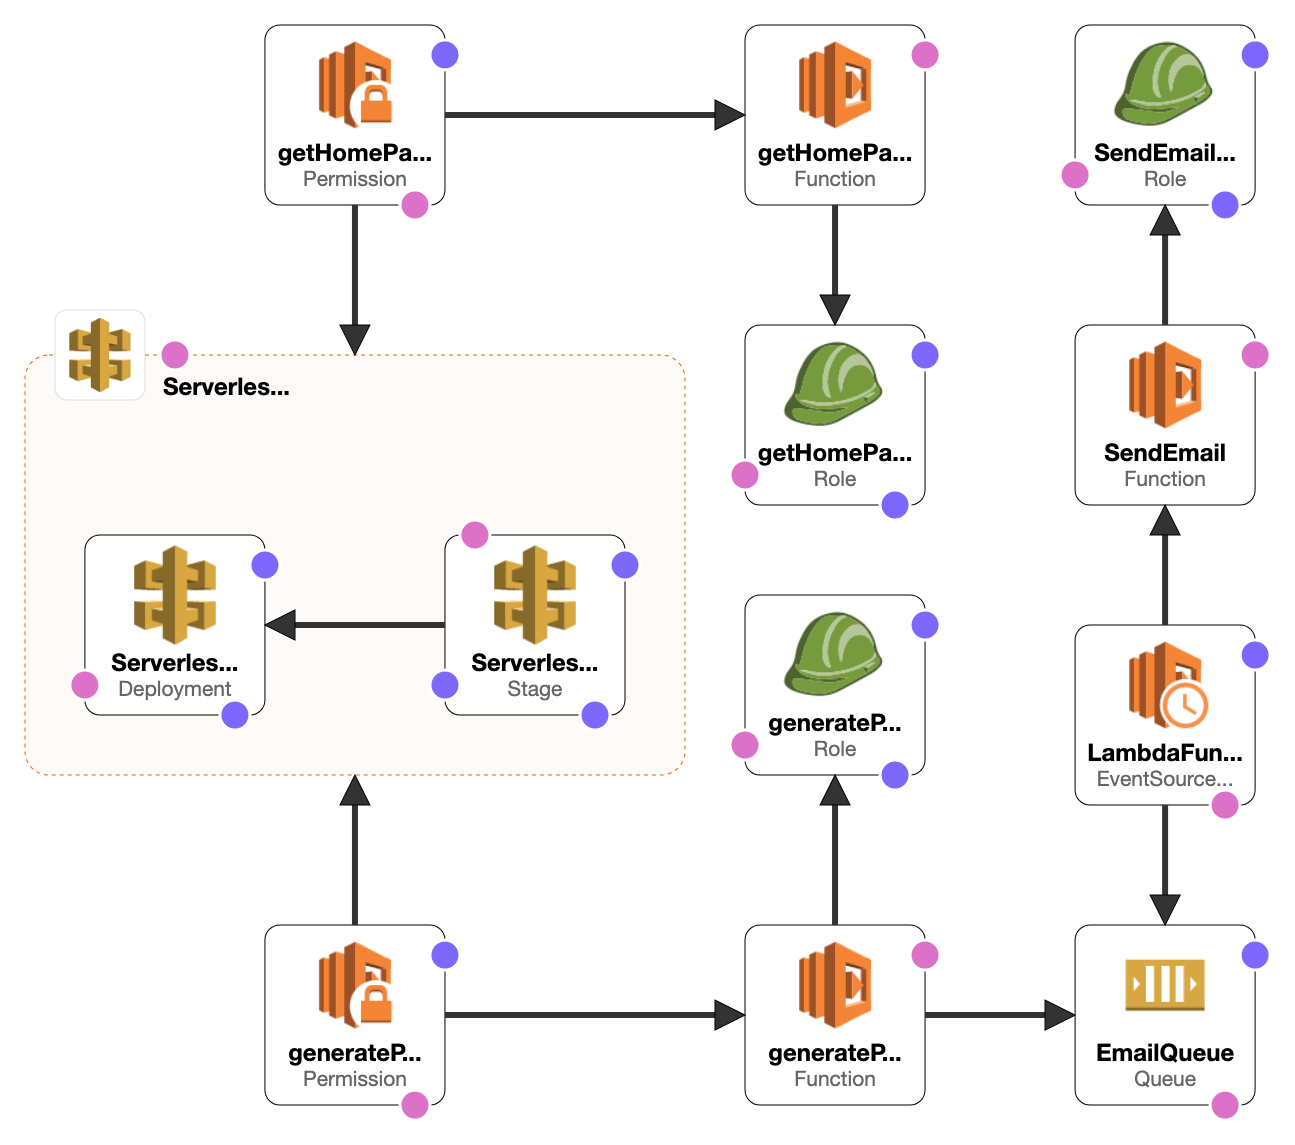 getHomePa...
Permission
getHomePa...
Function
SendEmail...
Role
Serverles...
getHomePa...
Role
SendEmail
Function
Serverles...
Deployment
Serverles...
Stage
generateP...
Role
LambdaFun...
EventSource...
generateP...
Permission
generateP...
Function
EmailQueue
Queue